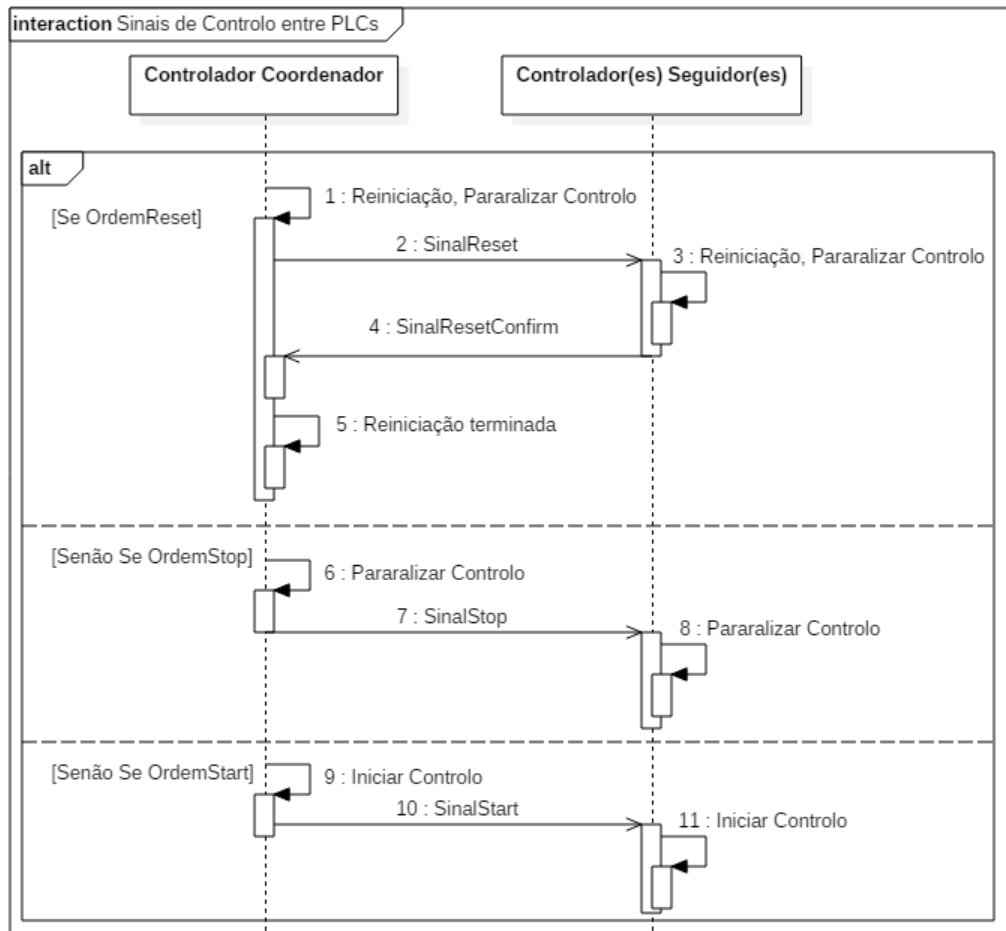 interaction Sinais de Controlo entre PLCs
Controlador Coordenador
Controlador(es) Seguidor(es)
alt
[Se OrdemReset]
1 : Reiniciação, Pararalizar Controlo
2 : SinalReset
3 : Reiniciação, Pararalizar Controlo
4 : SinalResetConfirm
5 : Reiniciação terminada
[Senão Se OrdemStop]
6 : Pararalizar Controlo
7 : SinalStop
8 : Pararalizar Controlo
[Senão Se OrdemStart]
9 : Iniciar Controlo
10 : SinalStart
11 : Iniciar Controlo